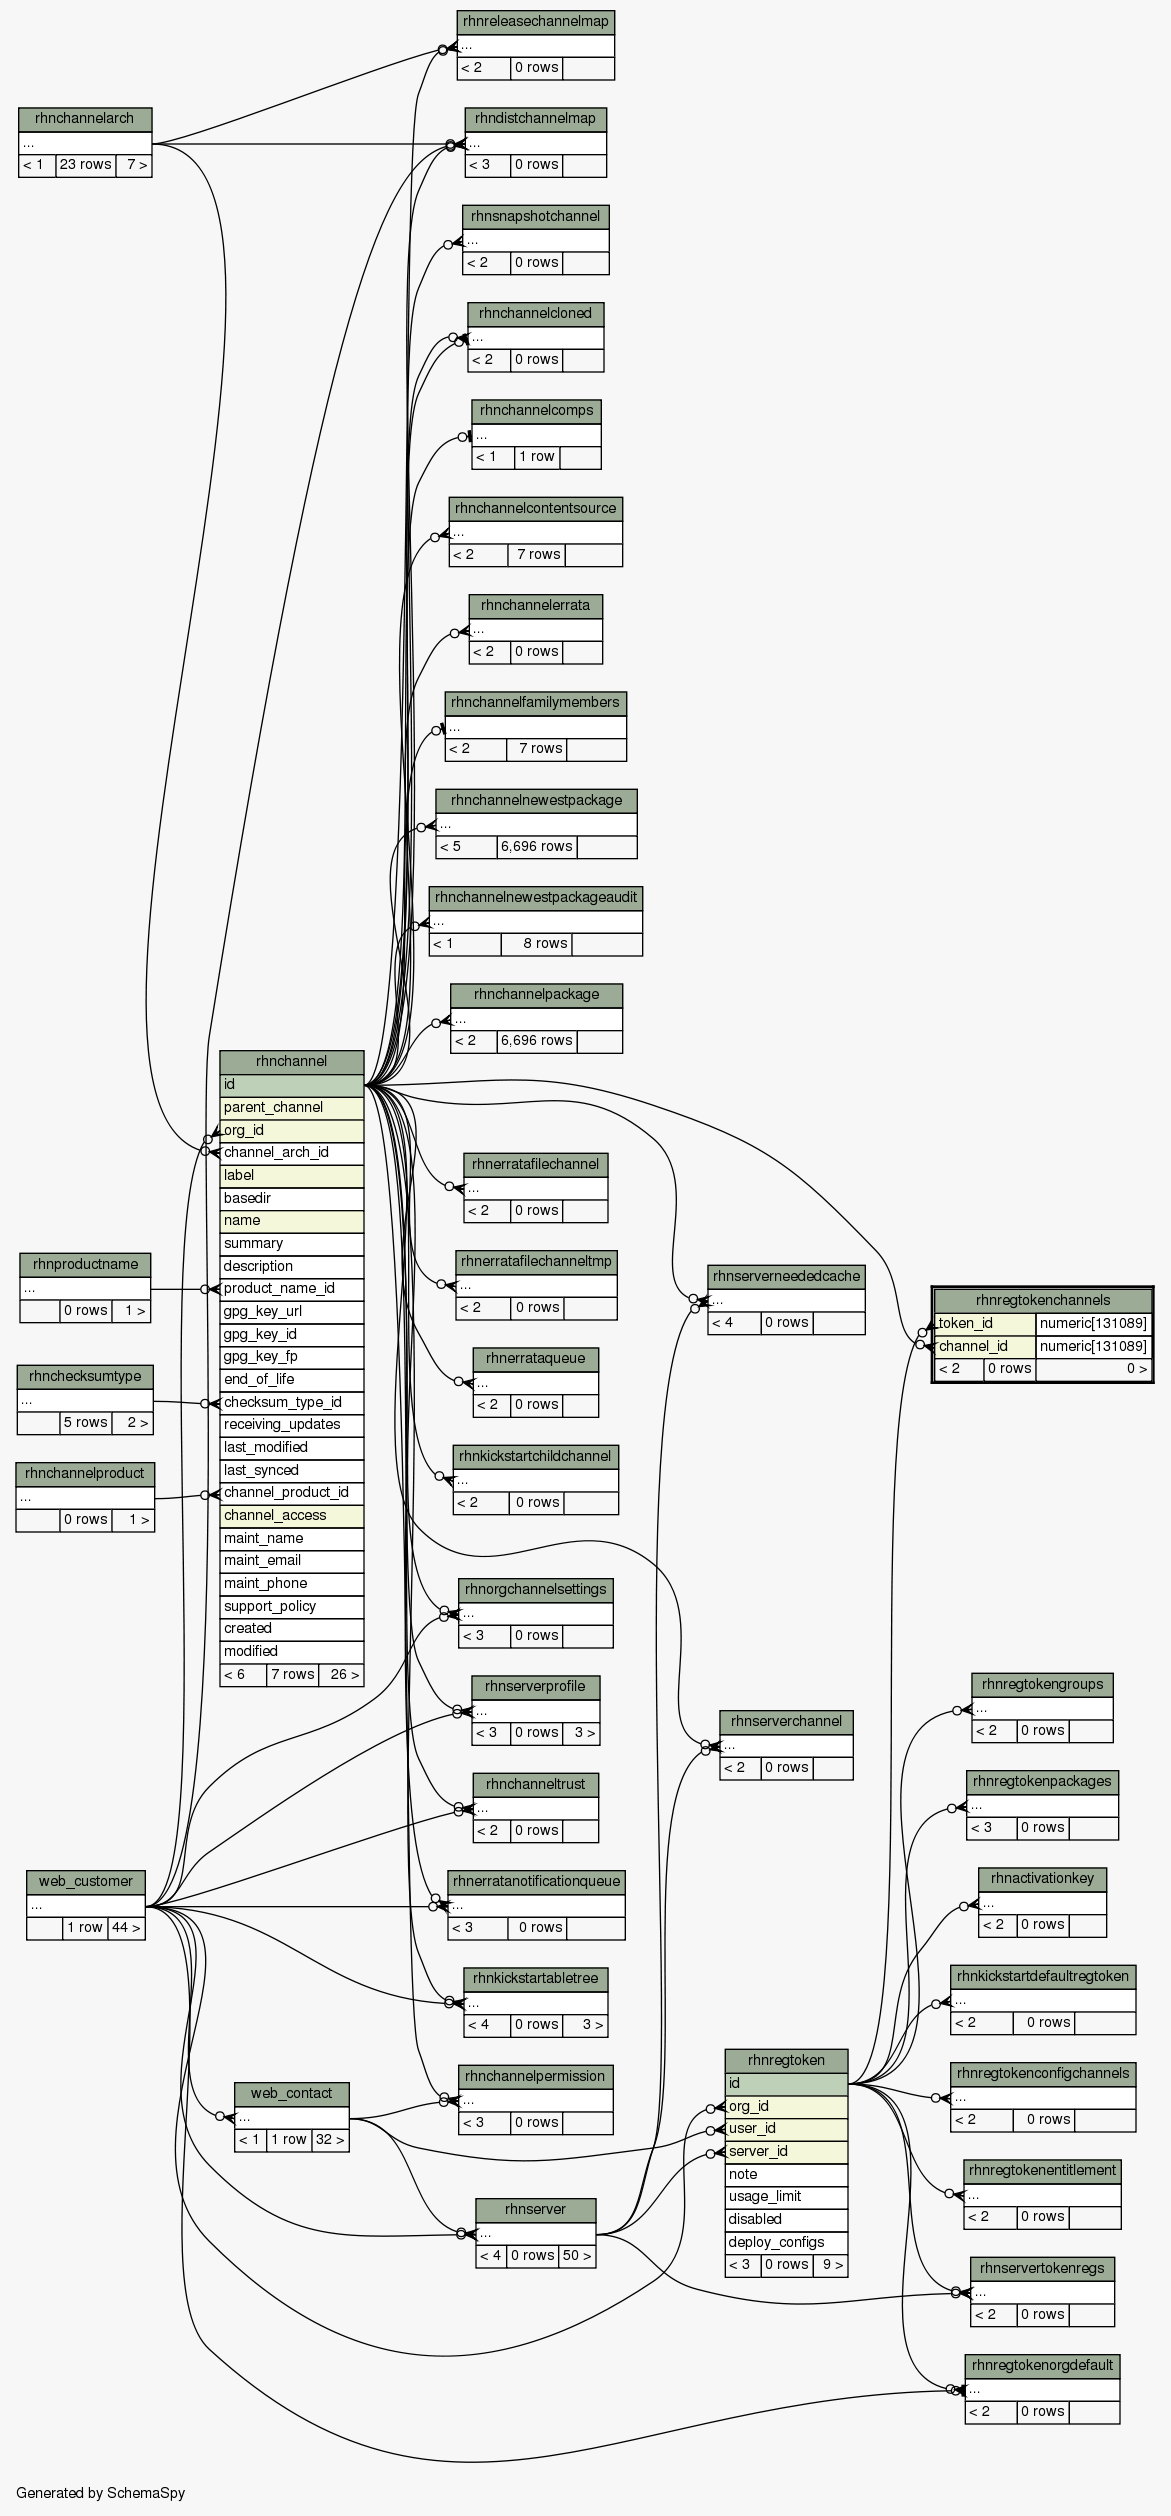 rhnreleasechannelmap
...
< 2 0 rows
rhnchannelarch
...
< 1 23 rows 7 >
rhndistchannelmap
...
< 3 0 rows
rhnsnapshotchannel
...
< 2 0 rows
rhnchannelcloned
...
< 2 0 rows
rhnchannelcomps
...
< 1 1 row
rhnchannelcontentsource
...
< 2 7 rows
rhnchannelerrata
...
< 2 0 rows
rhnchannelfamilymembers
...
< 2 7 rows
rhnchannelnewestpackage
...
< 5 6,696 rows
rhnchannelnewestpackageaudit
...
< 1 8 rows
rhnchannelpackage
...
< 2 6,696 rows
rhnchannel
id
parent_channel
org_id
channel_arch_id
label
basedir
name
summary
description
product_name_id
gpg_key_url
gpg_key_id
gpg_key_fp
end_of_life
checksum_type_id
receiving_updates
last_modified
last_synced
channel_product_id
channel_access
maint_name
maint_email
maint_phone
support_policy
created
modified
< 6 7 rows 26 >
rhnerratafilechannel
...
< 2 0 rows
rhnerratafilechanneltmp
...
< 2 0 rows
rhnproductname
...
0 rows 1 >
rhnserverneededcache
...
< 4 0 rows
rhnregtokenchannels
token_id numeric[131089]
channel_id numeric[131089]
< 2 0 rows 0 >
rhnerrataqueue
...
< 2 0 rows
rhnchecksumtype
...
5 rows 2 >
rhnkickstartchildchannel
...
< 2 0 rows
rhnchannelproduct
...
0 rows 1 >
rhnorgchannelsettings
...
< 3 0 rows
rhnserverprofile
...
< 3 0 rows 3 >
rhnregtokengroups
...
< 2 0 rows
rhnserverchannel
...
< 2 0 rows
rhnchanneltrust
...
< 2 0 rows
rhnregtokenpackages
...
< 3 0 rows
web_customer
...
1 row 44 >
rhnerratanotificationqueue
...
< 3 0 rows
rhnactivationkey
...
< 2 0 rows
rhnkickstartabletree
...
< 4 0 rows 3 >
rhnkickstartdefaultregtoken
...
< 2 0 rows
rhnregtoken
id
org_id
user_id
server_id
note
usage_limit
disabled
deploy_configs
< 3 0 rows 9 >
rhnchannelpermission
...
< 3 0 rows
rhnregtokenconfigchannels
...
< 2 0 rows
web_contact
...
< 1 1 row 32 >
rhnregtokenentitlement
...
< 2 0 rows
rhnserver
...
< 4 0 rows 50 >
rhnservertokenregs
...
< 2 0 rows
rhnregtokenorgdefault
...
< 2 0 rows
Generated by SchemaSpy